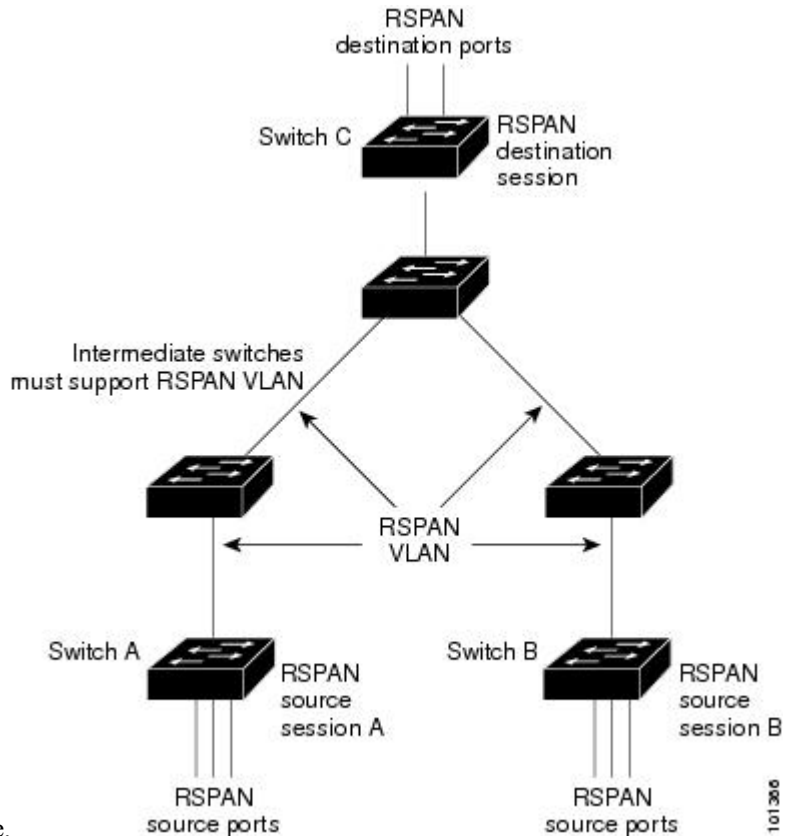 RSPAN
destination ports
Switch C
RSPAN
destination
session
Intermediate switches
must support RSPAN VLAN
RSPAN
VLAN
Switch A
RSPAN
source
session A
Switch B
RSPAN
source
session B
RSPAN
source ports
RSPAN
source ports
101366
e.